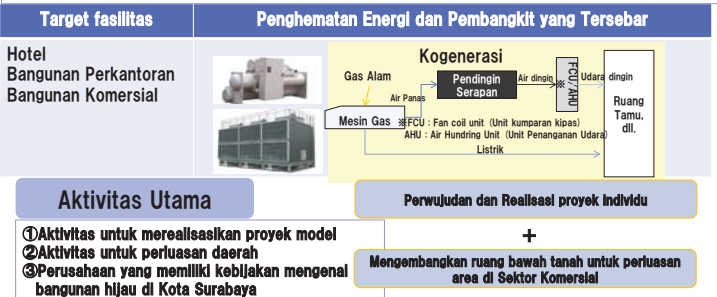 Target fasilitas
Penghematan Energi dan Pembangkit yang Tersebar
Hotel
Bangunan Perkantoran
Bangunan Komersial
Kogenerasi
Gas Alam
Air Panas
Mesin Gas
Pendingin
Serapan
Air dingin
※
FCU/AHU
Udara dingin
Ruang
Tamu,
dll.
※FCU : Fan coil unit (Unit kumparan kipas)
AHU : Air Hundring Unit (Unit Penanganan Udara)
Listrik
Aktivitas Utama
①Aktivitas untuk merealisasikan proyek model
②Aktivitas untuk perluasan daerah
③Perusahaan yang memiliki kebijakan mengenai
bangunan hijau di Kota Surabaya
Perwujudan dan Realisasi proyek individu
+
Mengembangkan ruang bawah tanah untuk perluasan
area di Sektor Komersial